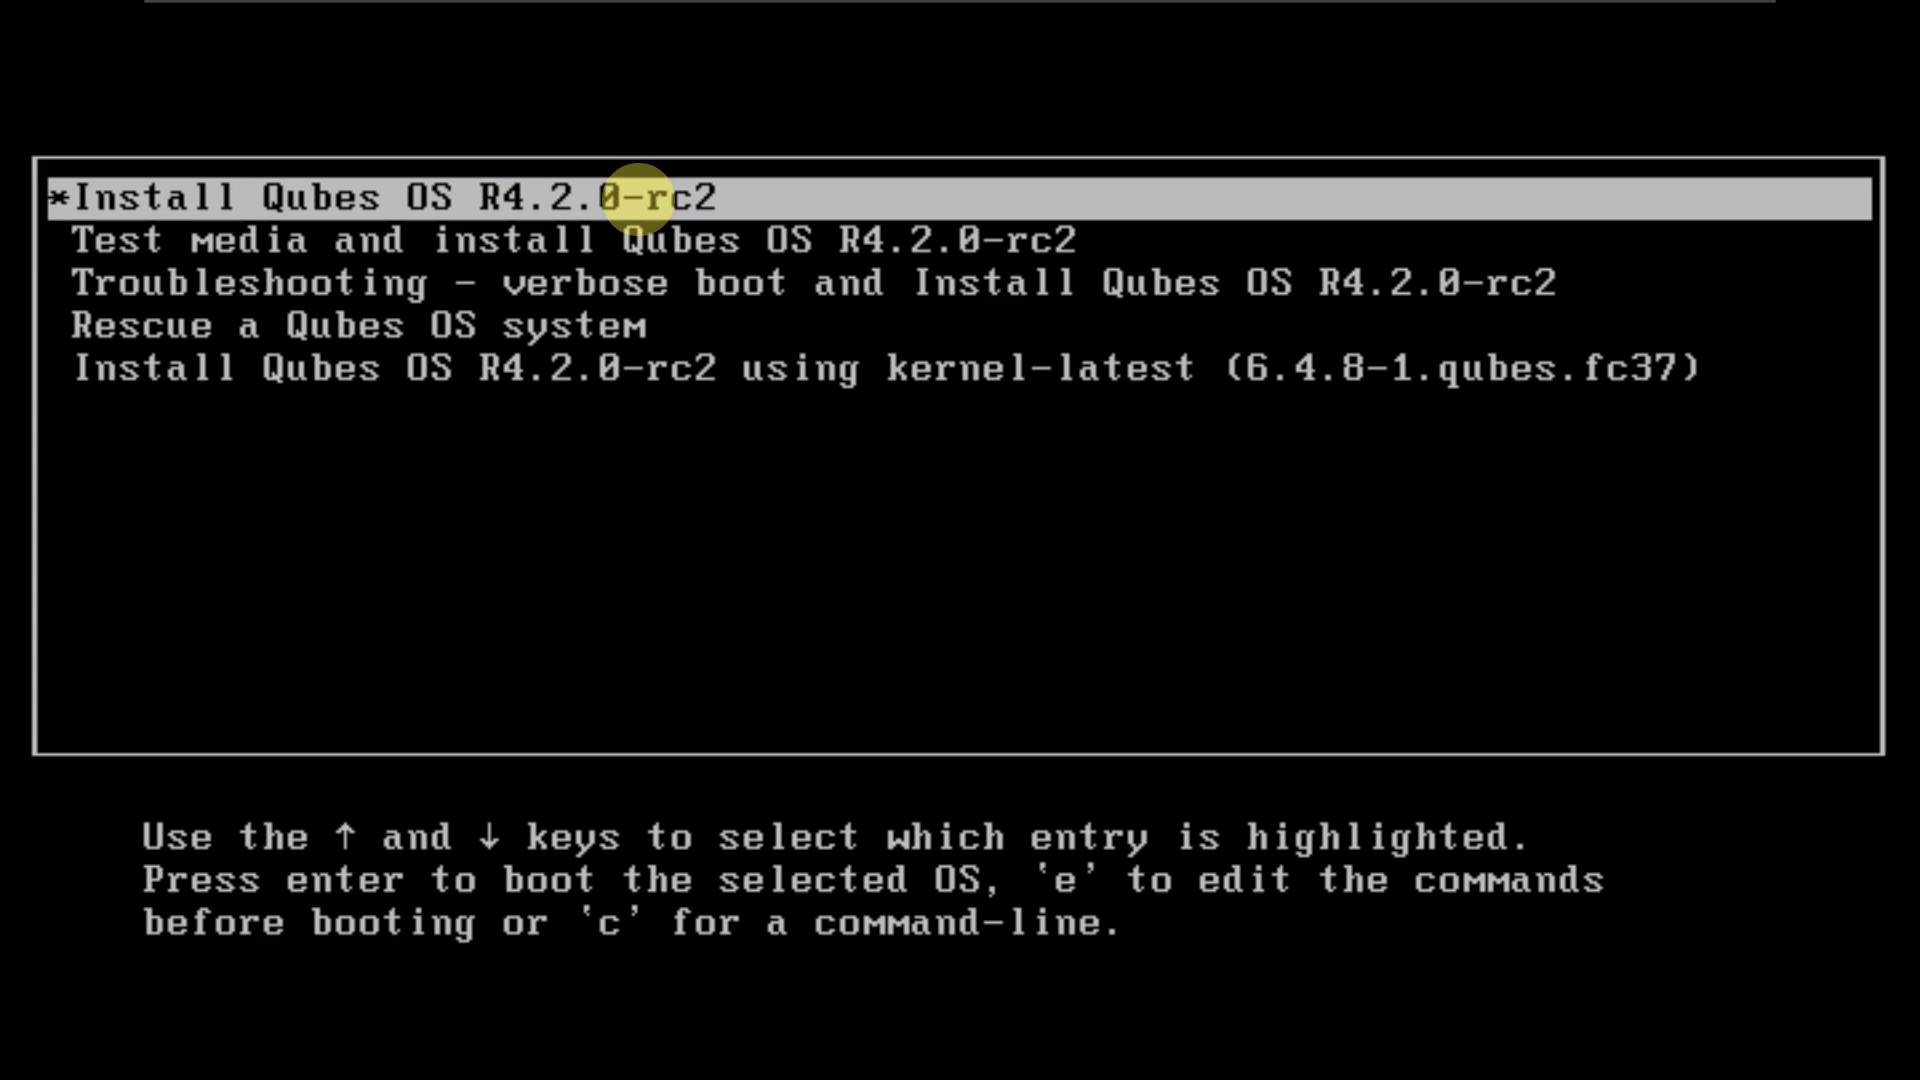 *Install Qubes OS R4.2.0-rc2
Test media and install Qubes OS R4.2.0-rc2
Troubleshooting - verbose boot and Install Qubes OS R4.2.0-rc2
Rescue a Qubes OS system
Install Qubes OS R4.2.0-rc2 using kernel-latest (6.4.8-1.qubes.fc37)
Use the ↑ and ↓ keys to select which entry is highlighted.
Press enter to boot the selected OS, `e' to edit the commands
before booting or `c' for a command-line.